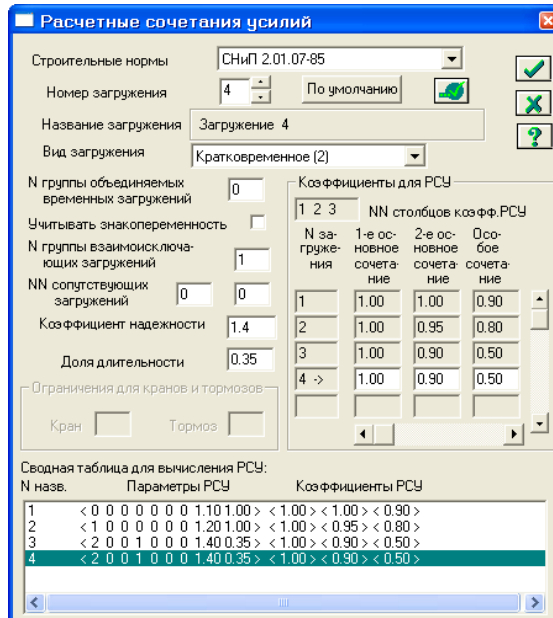 Расчетные сочетания усилий
Строительные нормы СНиП 2.01.07-85
Номер загружения 4 По умолчанию
Название загружения Загружение 4
Вид загружения Кратковременное (2)
N группы объединяемых
временных загружений 0
Учитывать знакопеременность
N группы взаимоисключа-
ющих загружений 1
NN сопутствующих
загружений 0 0
Коэффициент надежности 1.4
Доля длительности 0.35
Ограничения для кранов и тормозов
Кран Тормоз
Коэффициенты для РСУ
1 2 3 NN столбцов коэфф.РСУ
N за- 1-е ос- 2-е ос- Осо-
груже- новное новное бое
ния сочета- сочета- сочета-
ние ние ние
1 1.00 1.00 0.90
2 1.00 0.95 0.80
3 1.00 0.90 0.50
4 -> 1.00 0.90 0.50
Сводная таблица для вычисления РСУ:
N назв. Параметры РСУ Коэффициенты РСУ
1 < 0 0 0 0 0 0 0 1.10 1.00 > < 1.00 > < 1.00 > < 0.90 >
2 < 1 0 0 0 0 0 0 1.20 1.00 > < 1.00 > < 0.95 > < 0.80 >
3 < 2 0 0 1 0 0 0 1.40 0.35 > < 1.00 > < 0.90 > < 0.50 >
4 < 2 0 0 1 0 0 0 1.40 0.35 > < 1.00 > < 0.90 > < 0.50 >